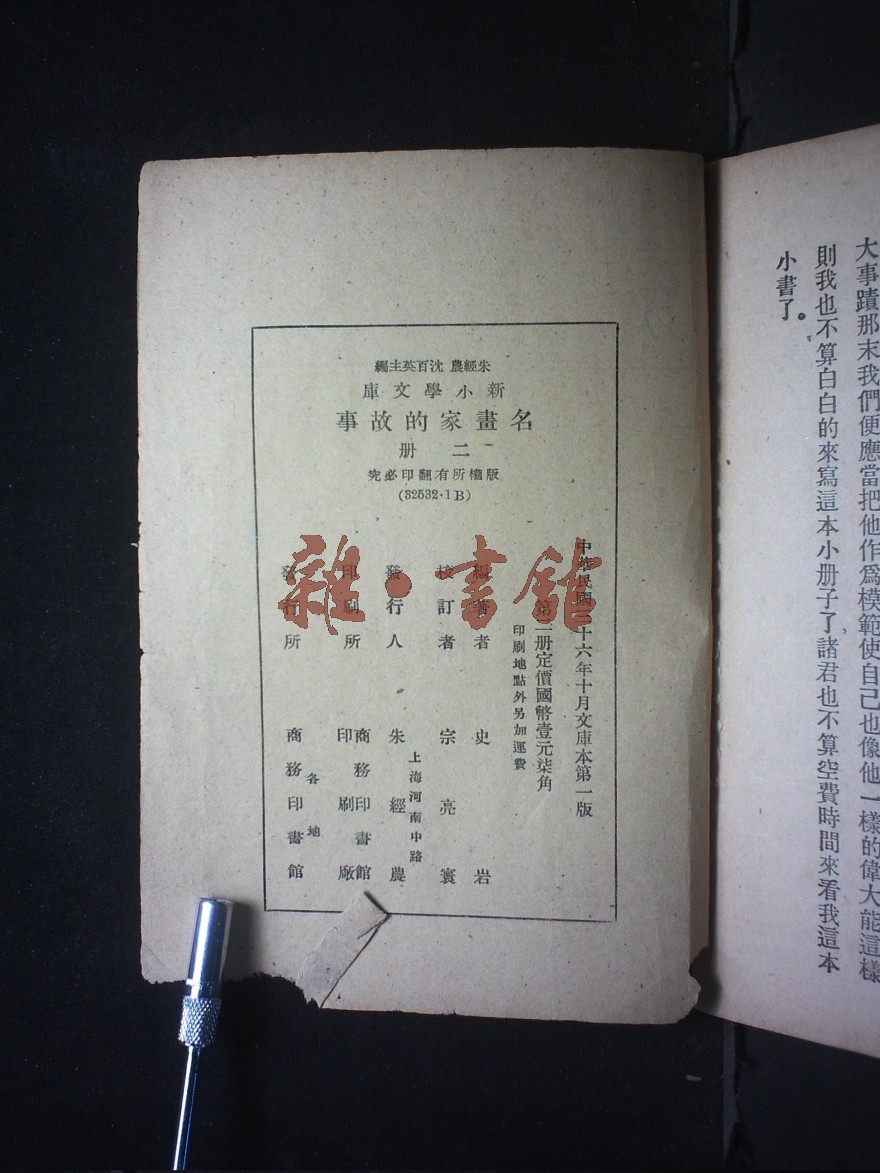 大事蹟那末我們便應當把他作爲模範使自己也像他一樣的偉大能這樣
則我也不算白白的來寫這本小册子了諸君也不算空費時間來看我這本
小書了。
編主英百沈 農經朱
庫文學小新
事故的家畫名
册二
究必印翻有所權版
(32532·1B)
中華民國三十六年十月文庫本第一版
第二册定價國幣壹元柒角
印刷地點外另加運費
編著者 史岩
校訂者 宗亮寰
上海河南中路
發行人 朱經農
印刷所 商務印書館
印刷廠
各地
發行所 商務印書館
雜·書館